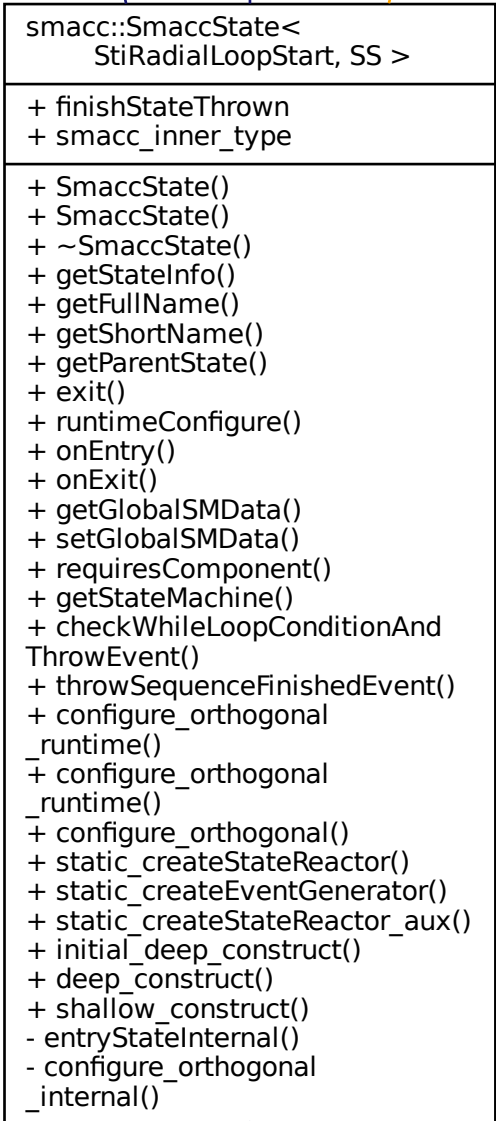 smacc::SmaccState<
StiRadialLoopStart, SS >
+ finishStateThrown
+ smacc_inner_type
+ SmaccState()
+ SmaccState()
+ ~SmaccState()
+ getStateInfo()
+ getFullName()
+ getShortName()
+ getParentState()
+ exit()
+ runtimeConfigure()
+ onEntry()
+ onExit()
+ getGlobalSMData()
+ setGlobalSMData()
+ requiresComponent()
+ getStateMachine()
+ checkWhileLoopConditionAnd
ThrowEvent()
+ throwSequenceFinishedEvent()
+ configure_orthogonal
_runtime()
+ configure_orthogonal
_runtime()
+ configure_orthogonal()
+ static_createStateReactor()
+ static_createEventGenerator()
+ static_createStateReactor_aux()
+ initial_deep_construct()
+ deep_construct()
+ shallow_construct()
- entryStateInternal()
- configure_orthogonal
_internal()